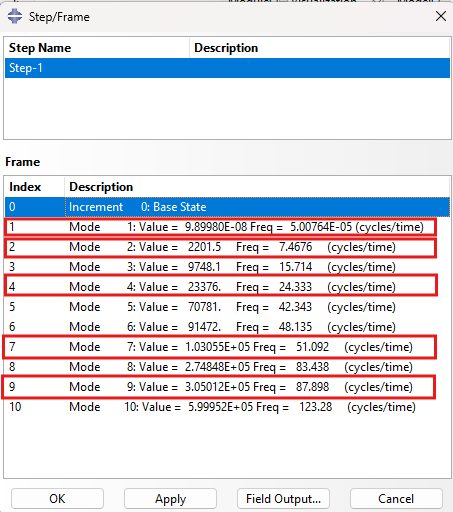 Step/Frame
Step Name Description
Step-1
Frame
Index Description
0 Increment 0: Base State
1 Mode 1: Value = 9.89980E-08 Freq = 5.00764E-05 (cycles/time)
2 Mode 2: Value = 2201.5 Freq = 7.4676 (cycles/time)
3 Mode 3: Value = 9748.1 Freq = 15.714 (cycles/time)
4 Mode 4: Value = 23376. Freq = 24.333 (cycles/time)
5 Mode 5: Value = 70781. Freq = 42.343 (cycles/time)
6 Mode 6: Value = 91472. Freq = 48.135 (cycles/time)
7 Mode 7: Value = 1.03055E+05 Freq = 51.092 (cycles/time)
8 Mode 8: Value = 2.74848E+05 Freq = 83.438 (cycles/time)
9 Mode 9: Value = 3.05012E+05 Freq = 87.898 (cycles/time)
10 Mode 10: Value = 5.99952E+05 Freq = 123.28 (cycles/time)
OK Apply Field Output... Cancel